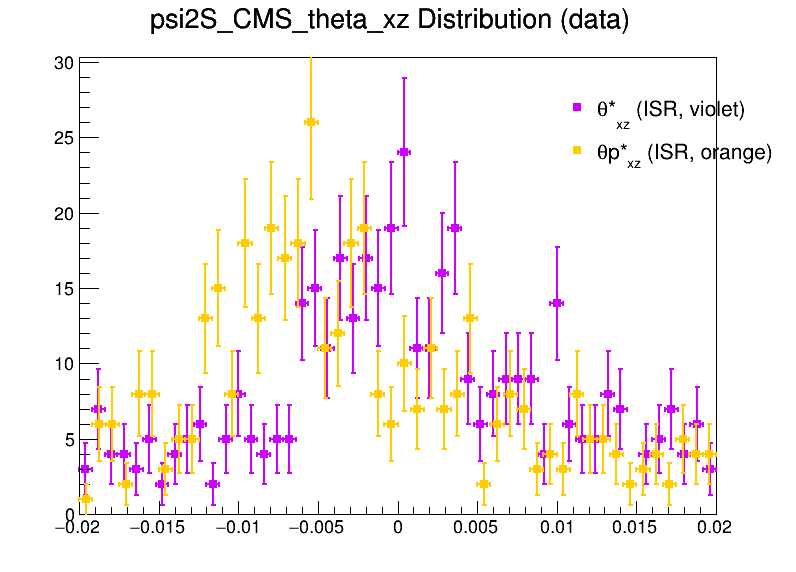 psi2S_CMS_theta_xz Distribution (data)
30
25
20
15
10
5
0
θ*xz (ISR, violet)
θp*xz (ISR, orange)
−0.02 −0.015 −0.01 −0.005 0 0.005 0.01 0.015 0.02